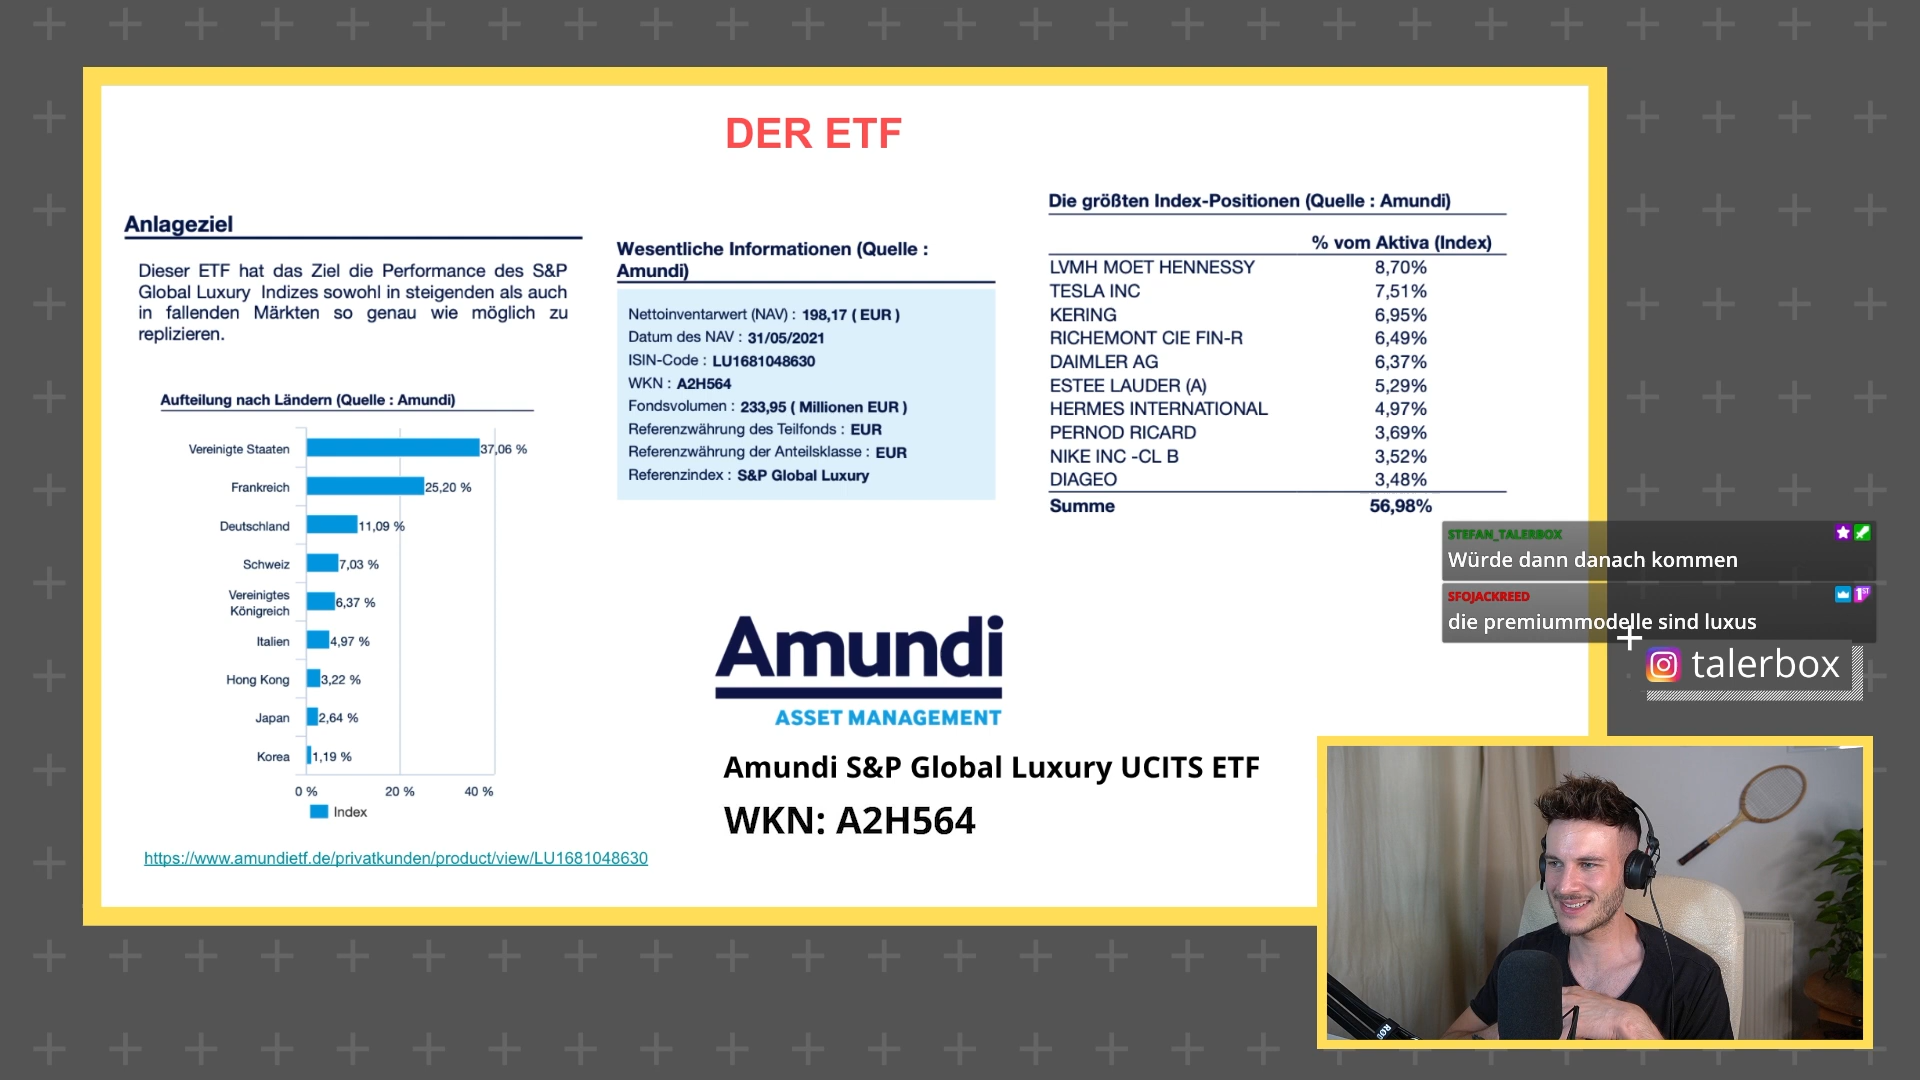 DER ETF
Anlageziel
Dieser ETF hat das Ziel die Performance des S&P
Global Luxury Indizes sowohl in steigenden als auch
in fallenden Märkten so genau wie möglich zu
replizieren.
Aufteilung nach Ländern (Quelle : Amundi)
Vereinigte Staaten 37,06 %
Frankreich 25,20 %
Deutschland 11,09 %
Schweiz 7,03 %
Vereinigtes
Königreich 6,37 %
Italien 4,97 %
Hong Kong 3,22 %
Japan 2,64 %
Korea 1,19 %
0 % 20 % 40 %
Index
https://www.amundietf.de/privatkunden/product/view/LU1681048630
Wesentliche Informationen (Quelle :
Amundi)
Nettoinventarwert (NAV) : 198,17 ( EUR )
Datum des NAV : 31/05/2021
ISIN-Code : LU1681048630
WKN : A2H564
Fondsvolumen : 233,95 ( Millionen EUR )
Referenzwährung des Teilfonds : EUR
Referenzwährung der Anteilsklasse : EUR
Referenzindex : S&P Global Luxury
Die größten Index-Positionen (Quelle : Amundi)
% vom Aktiva (Index)
LVMH MOET HENNESSY 8,70%
TESLA INC 7,51%
KERING 6,95%
RICHEMONT CIE FIN-R 6,49%
DAIMLER AG 6,37%
ESTEE LAUDER (A) 5,29%
HERMES INTERNATIONAL 4,97%
PERNOD RICARD 3,69%
NIKE INC -CL B 3,52%
DIAGEO 3,48%
Summe 56,98%
Amundi
ASSET MANAGEMENT
Amundi S&P Global Luxury UCITS ETF
WKN: A2H564
STEFAN_TALERBOX
Würde dann danach kommen
SFOJACKREED
1ST
die premiummodelle sind luxus
talerbox